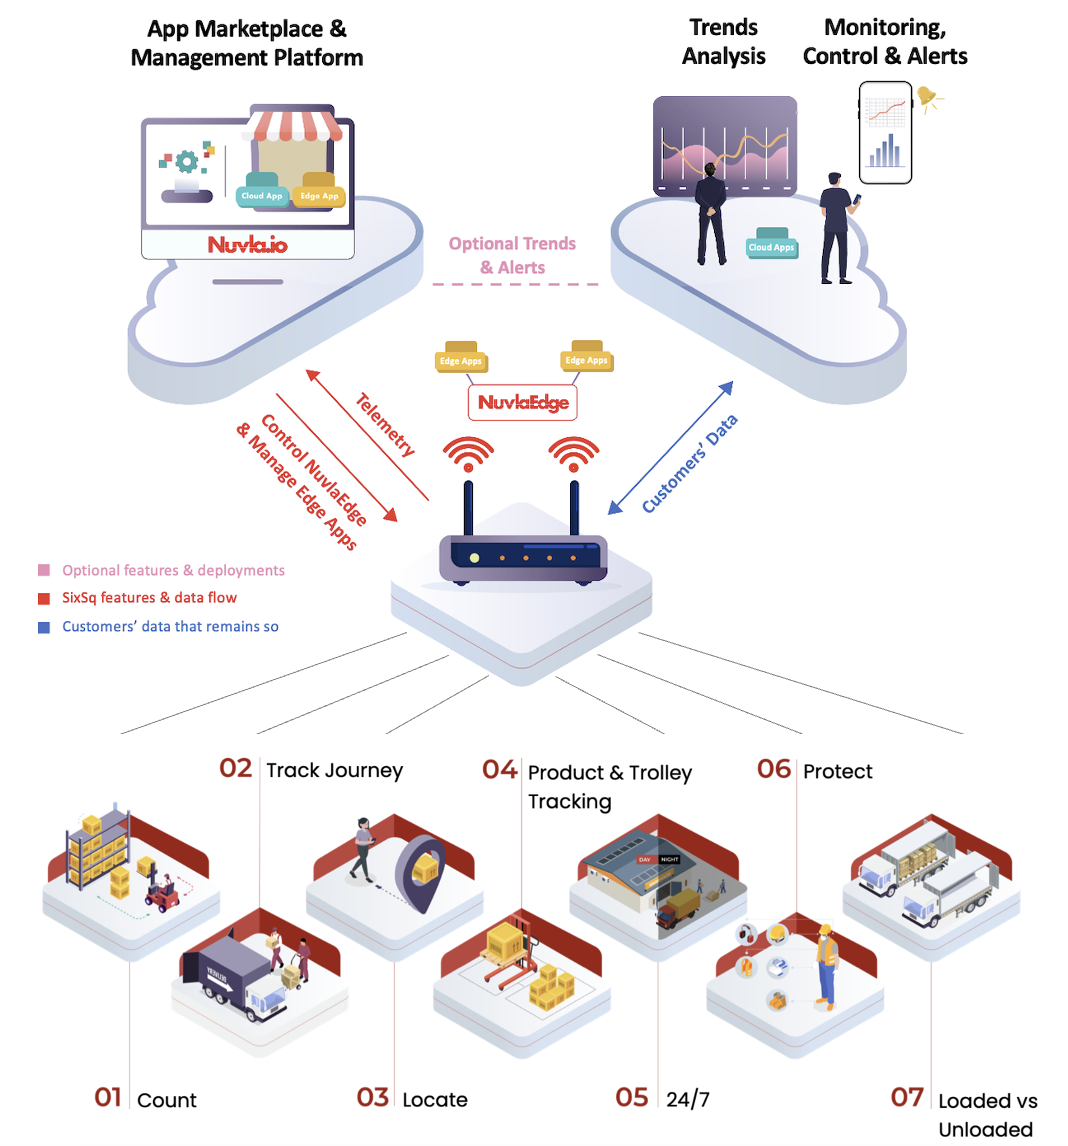 App Marketplace &
Management Platform
Trends
Analysis
Monitoring,
Control & Alerts
Cloud App
Edge App
Nuvla.io
Optional Trends
& Alerts
Cloud Apps
Edge Apps
Edge Apps
NuvlaEdge
Telemetry
Control NuvlaEdge
& Manage Edge Apps
Customers' Data
Optional features & deployments
SixSq features & data flow
Customers' data that remains so
02 Track Journey
04 Product & Trolley
Tracking
06 Protect
DAY NIGHT
01 Count
03 Locate
05 24/7
07 Loaded vs
Unloaded